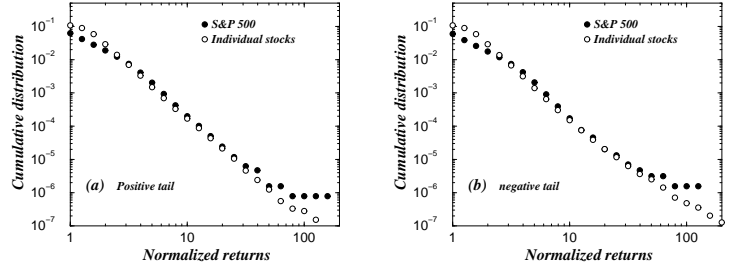 Cumulative distribution
10⁻¹
10⁻²
10⁻³
10⁻⁴
10⁻⁵
10⁻⁶
10⁻⁷
S&P 500
Individual stocks
(a) Positive tail
1 10 100
Normalized returns
Cumulative distribution
10⁻¹
10⁻²
10⁻³
10⁻⁴
10⁻⁵
10⁻⁶
10⁻⁷
S&P 500
Individual stocks
(b) negative tail
1 10 100
Normalized returns